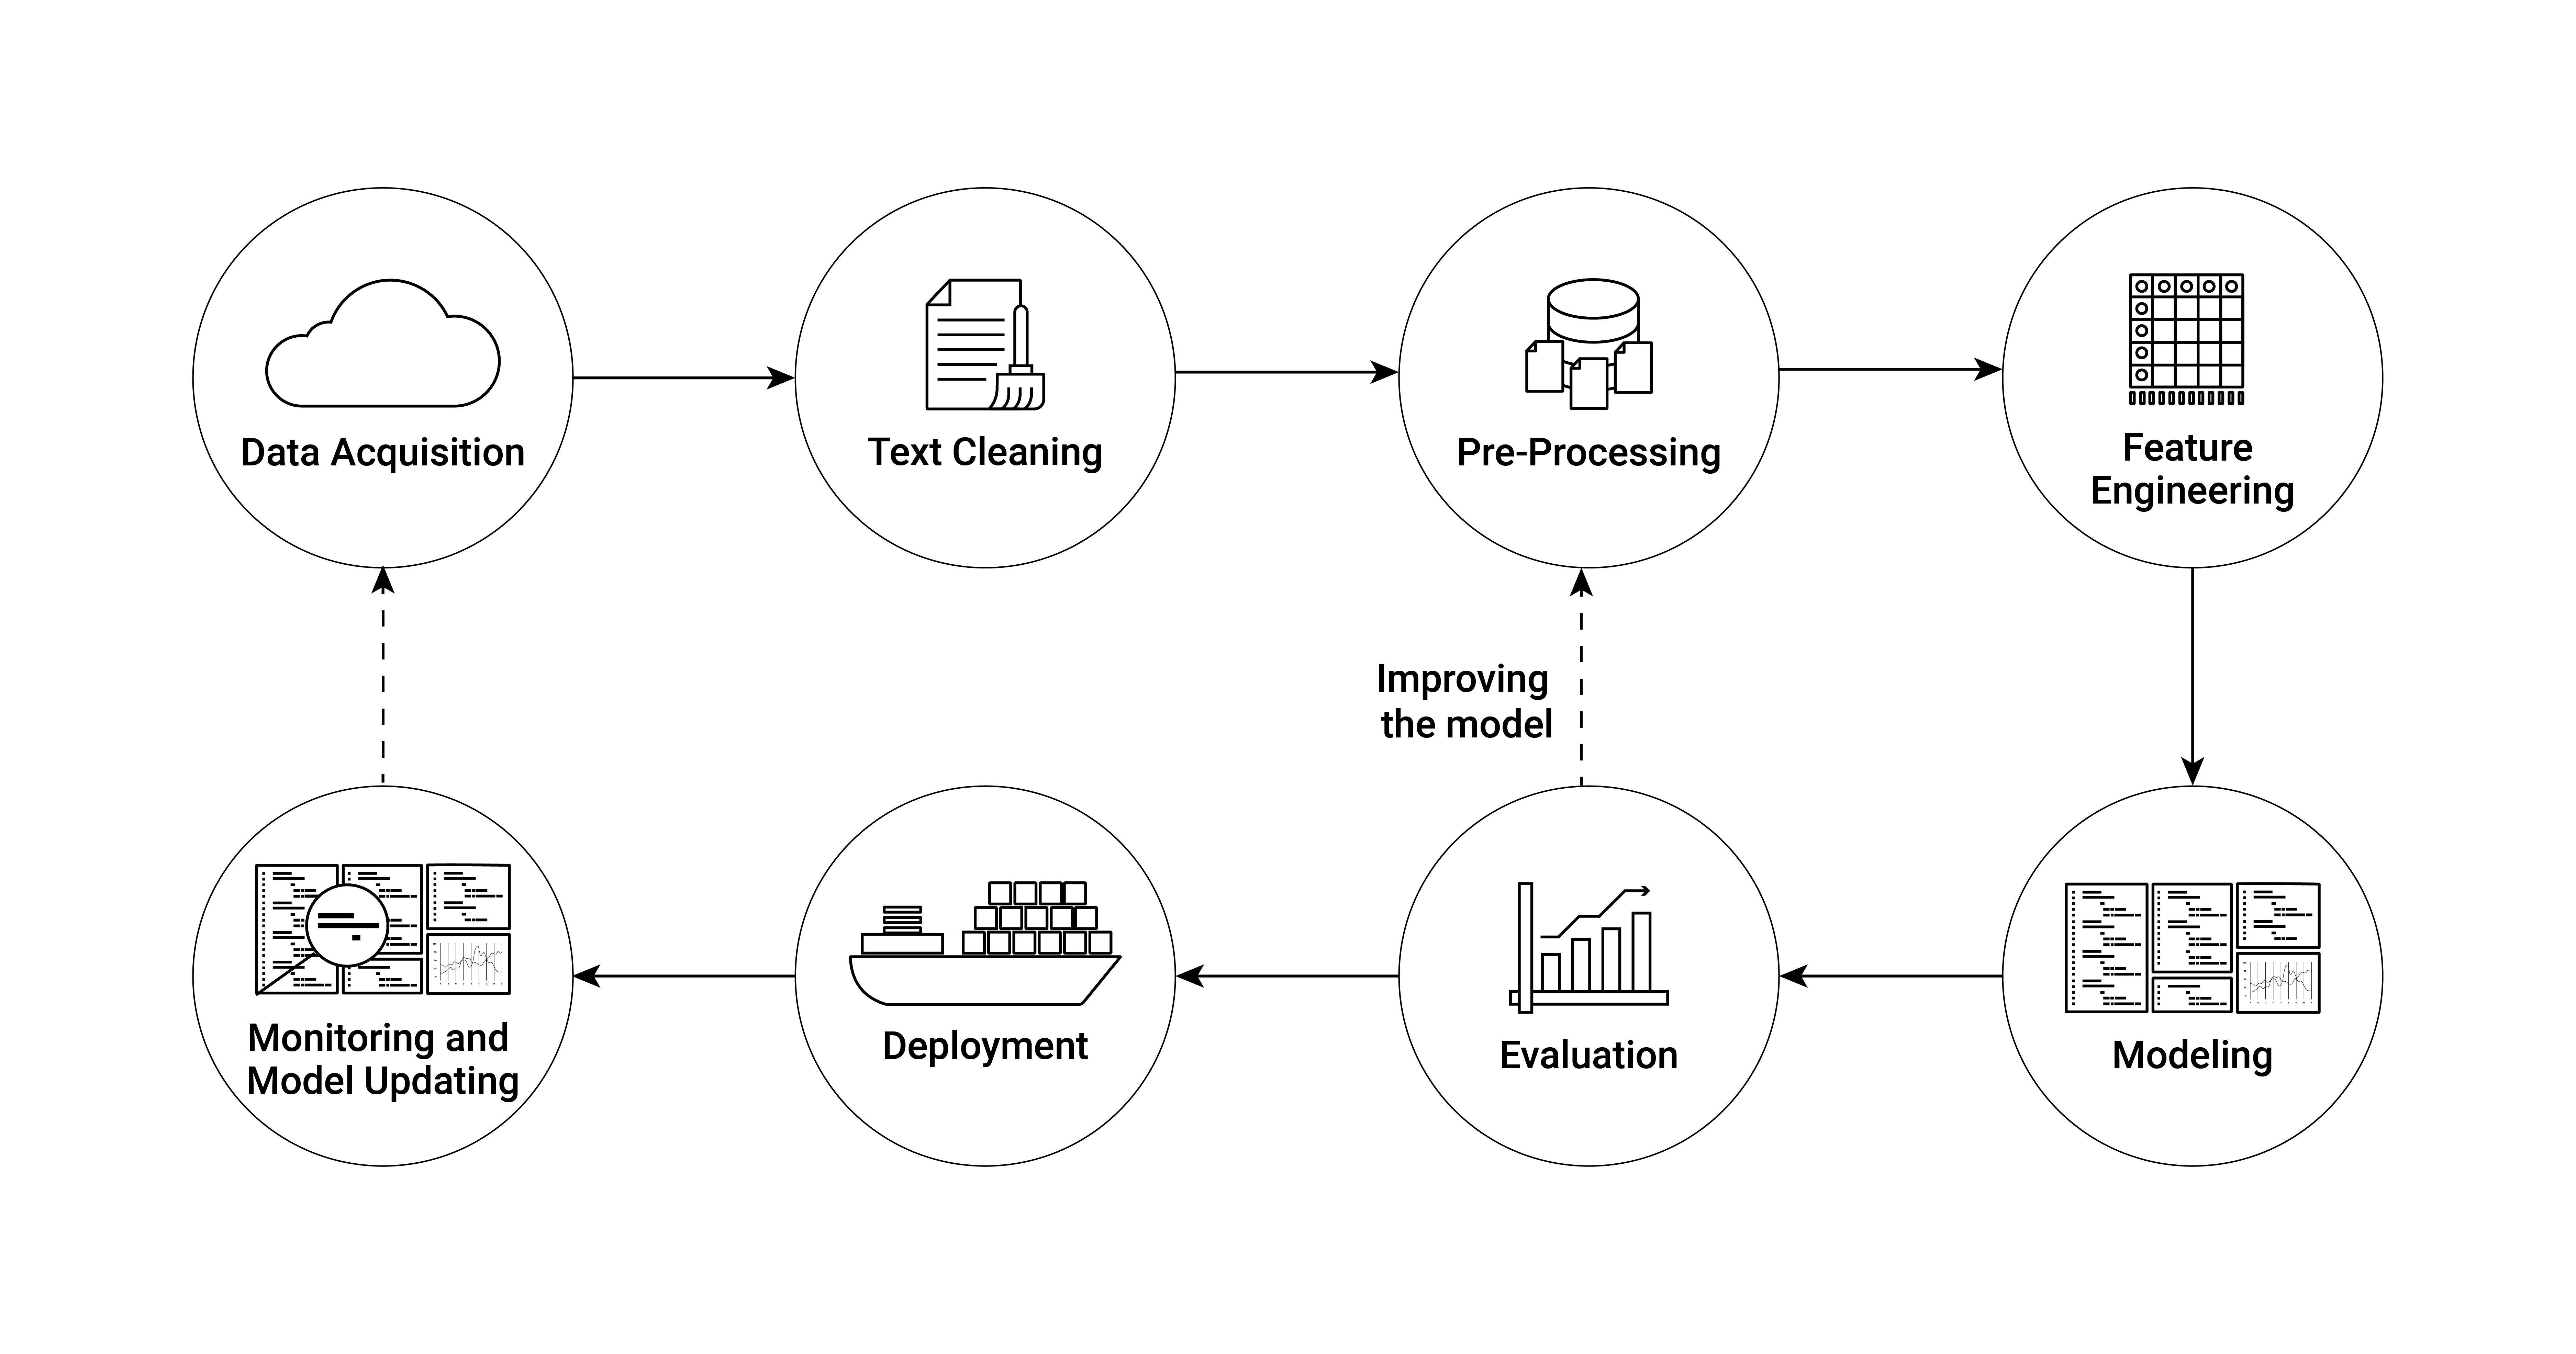 Data Acquisition
Text Cleaning
Pre-Processing
Feature
Engineering
Improving
the model
Monitoring and
Model Updating
Deployment
Evaluation
Modeling